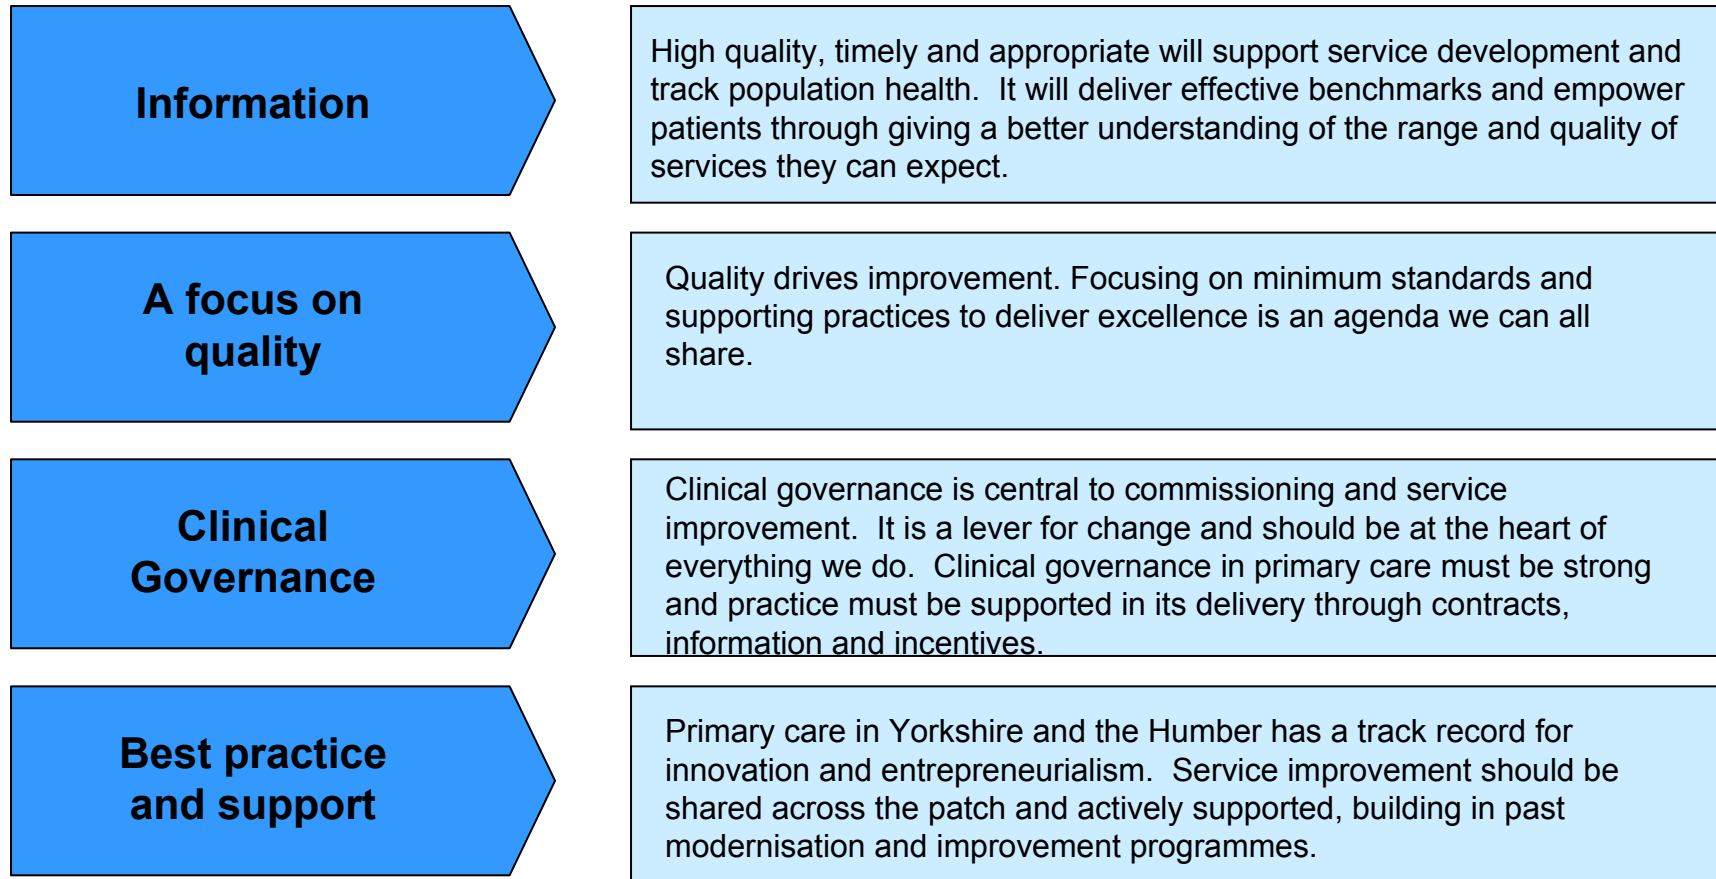 Information
High quality, timely and appropriate will support service development and
track population health.  It will deliver effective benchmarks and empower
patients through giving a better understanding of the range and quality of
services they can expect.
A focus on
quality
Quality drives improvement. Focusing on minimum standards and
supporting practices to deliver excellence is an agenda we can all
share.
Clinical
Governance
Clinical governance is central to commissioning and service
improvement.  It is a lever for change and should be at the heart of
everything we do.  Clinical governance in primary care must be strong
and practice must be supported in its delivery through contracts,
information and incentives.
Best practice
and support
Primary care in Yorkshire and the Humber has a track record for
innovation and entrepreneurialism.  Service improvement should be
shared across the patch and actively supported, building in past
modernisation and improvement programmes.